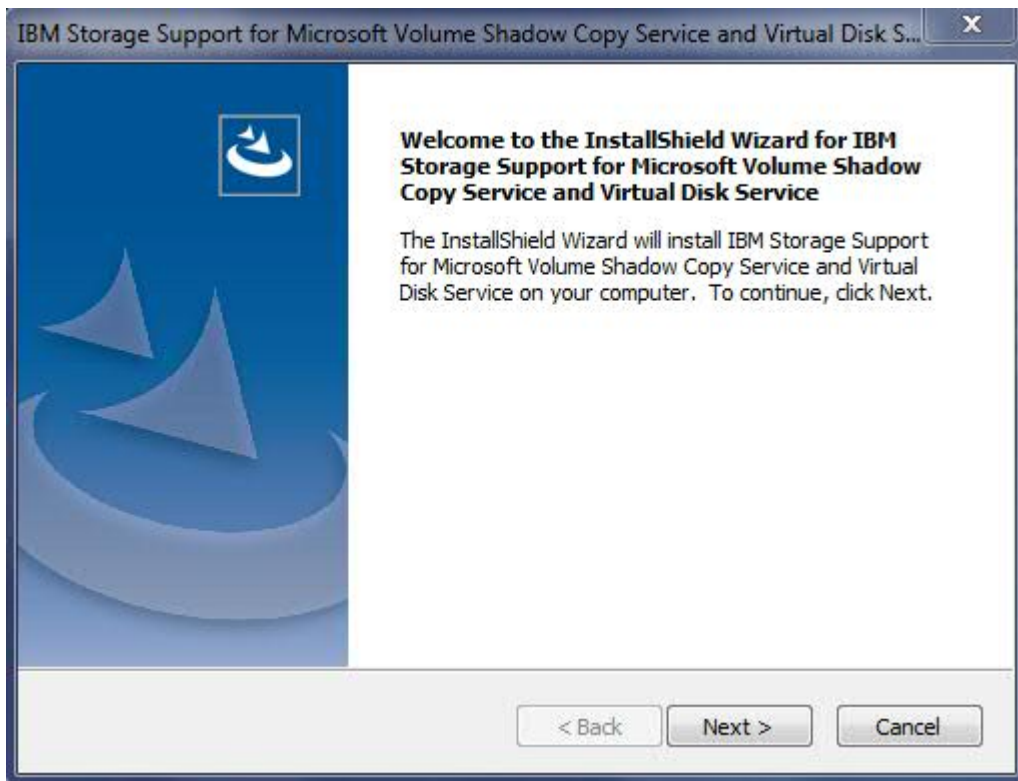 IBM Storage Support for Microsoft Volume Shadow Copy Service and Virtual Disk S...
X
Welcome to the InstallShield Wizard for IBM
Storage Support for Microsoft Volume Shadow
Copy Service and Virtual Disk Service
The InstallShield Wizard will install IBM Storage Support
for Microsoft Volume Shadow Copy Service and Virtual
Disk Service on your computer.  To continue, click Next.
< Back
Next >
Cancel